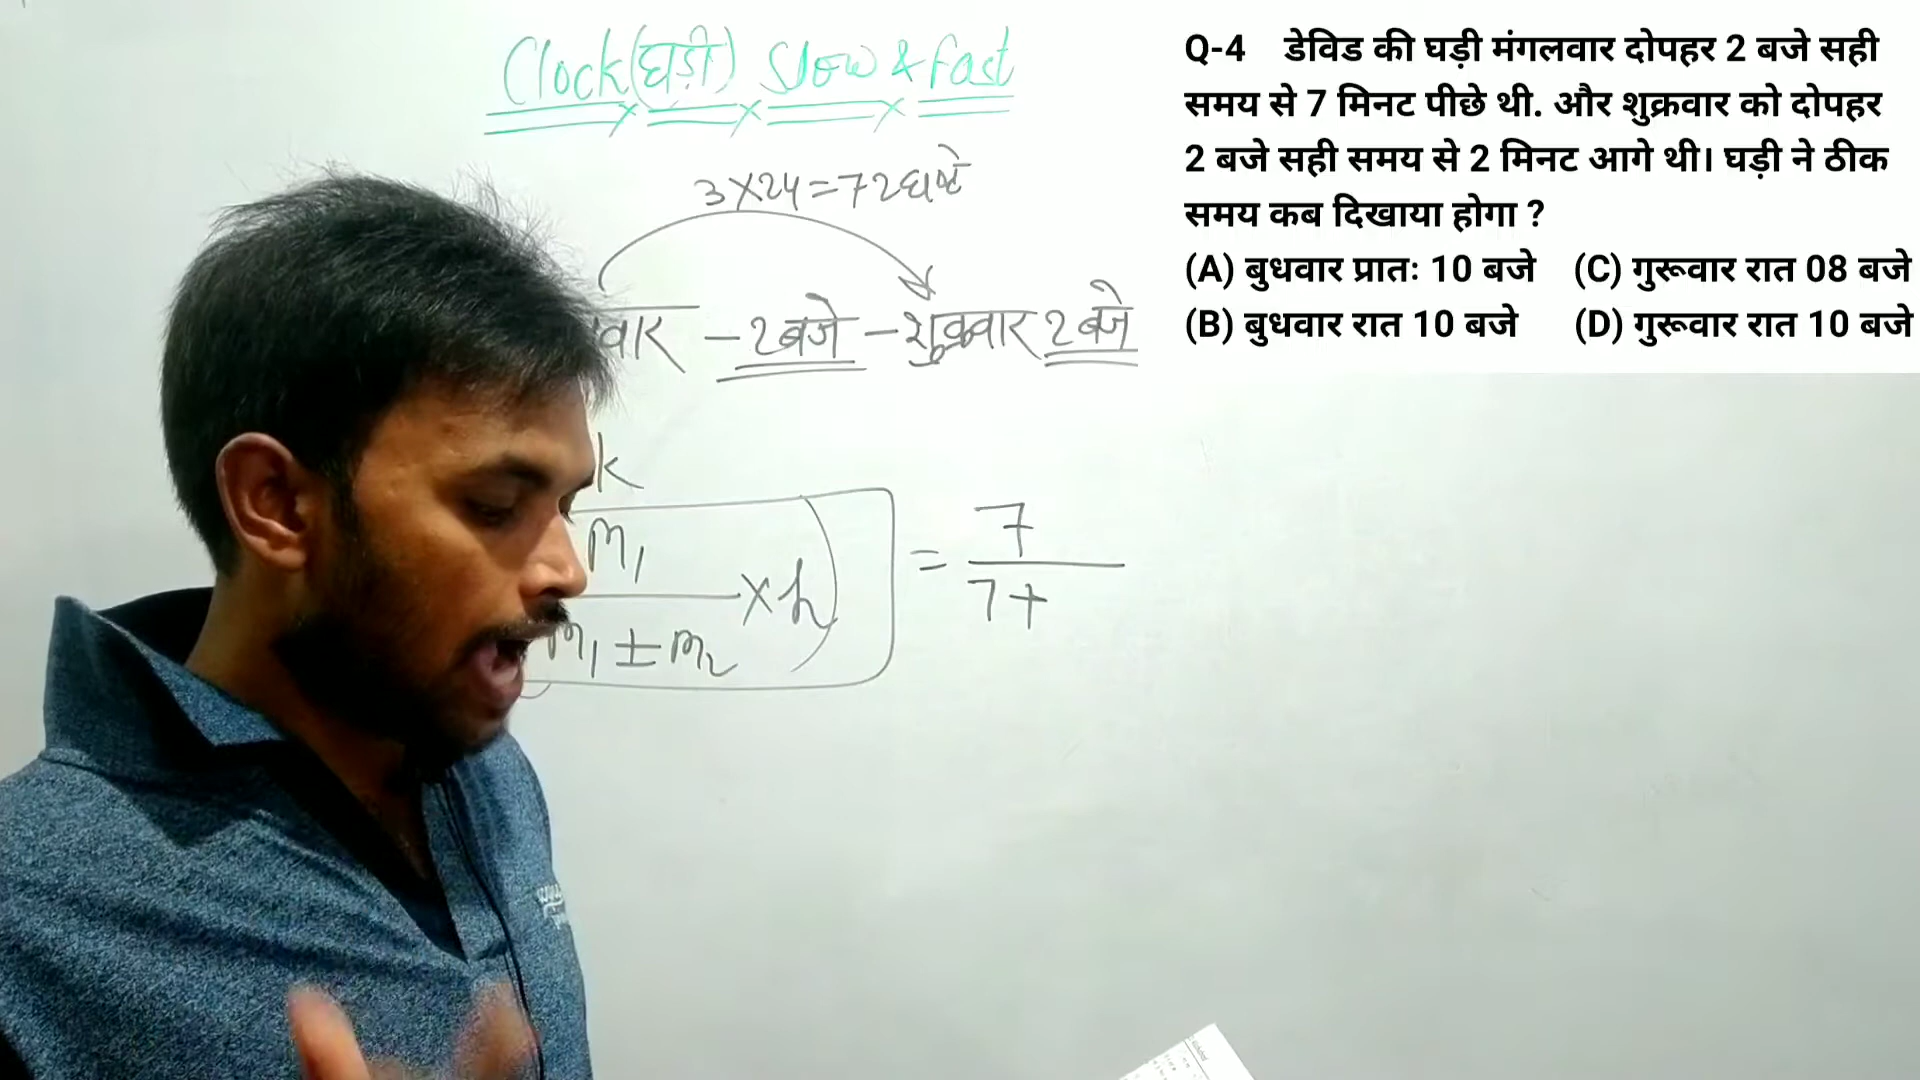 Clock(घड़ी) Slow & Fast
3×24=72घण्टे
वार – 2 बजे – शुक्रवार 2 बजे
k
m₁
m₁ ± m₂
× h
= 7
7+
Q-4 डेविड की घड़ी मंगलवार दोपहर 2 बजे सही
समय से 7 मिनट पीछे थी. और शुक्रवार को दोपहर
2 बजे सही समय से 2 मिनट आगे थी। घड़ी ने ठीक
समय कब दिखाया होगा ?
(A) बुधवार प्रातः 10 बजे (C) गुरूवार रात 08 बजे
(B) बुधवार रात 10 बजे (D) गुरूवार रात 10 बजे